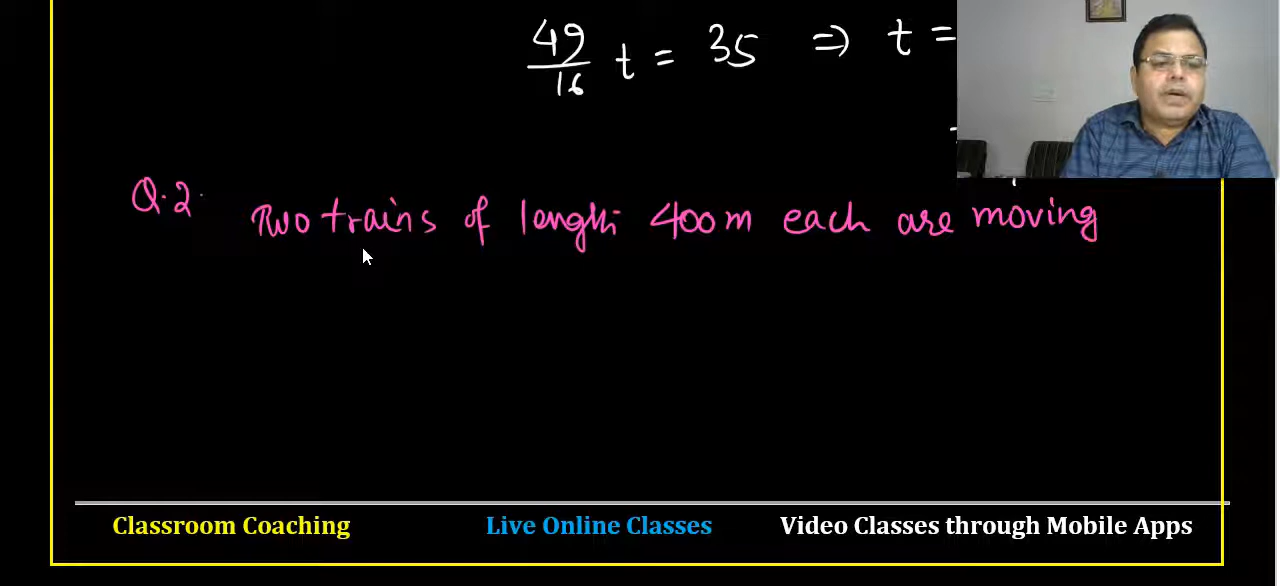 49/16 t = 35 ⇒ t =
Q.2. Two trains of length 400m each are moving
Classroom Coaching Live Online Classes Video Classes through Mobile Apps